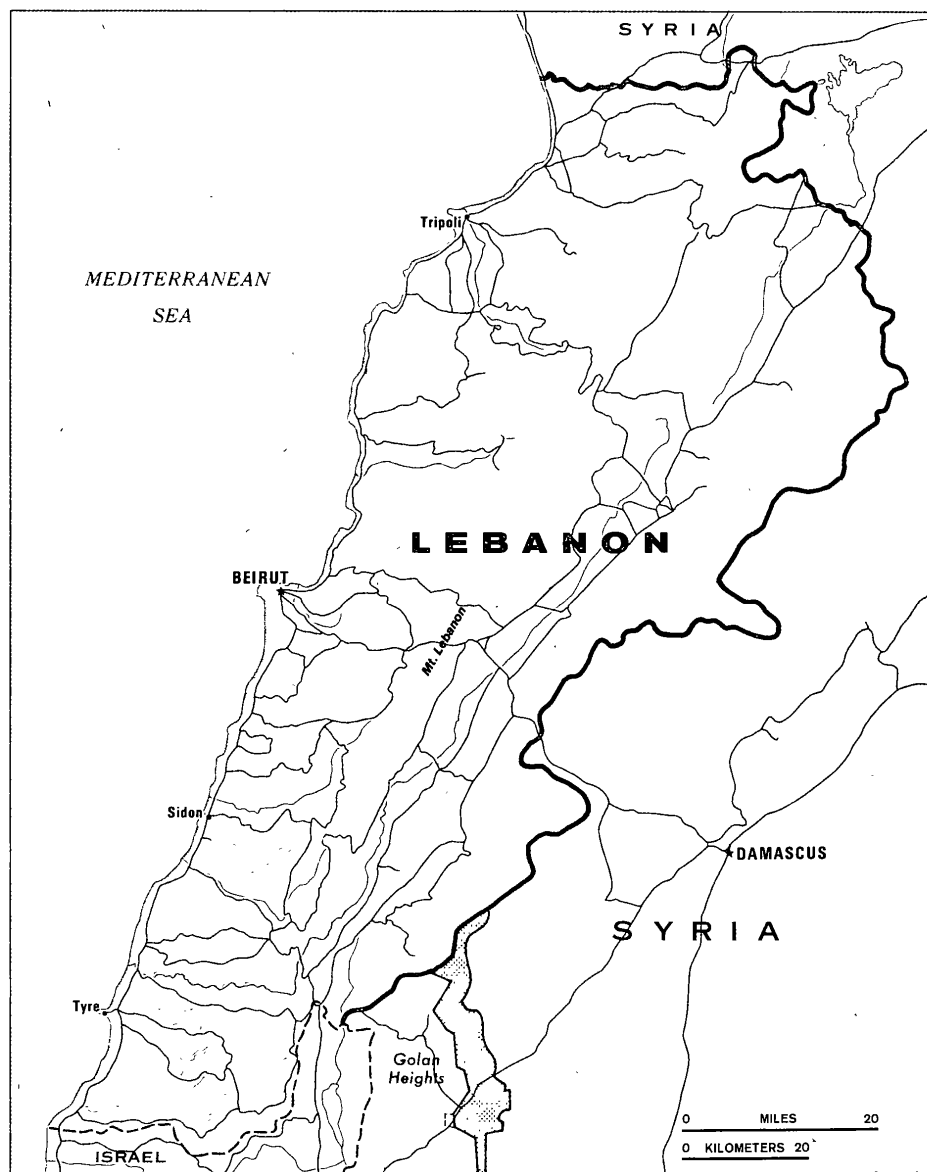 SYRIA
Tripoli
MEDITERRANEAN
SEA
LEBANON
BEIRUT
Mt. Lebanon
Sidon
DAMASCUS
SYRIA
Tyre
Golan
Heights
0 MILES 20
0 KILOMETERS 20
ISRAEL